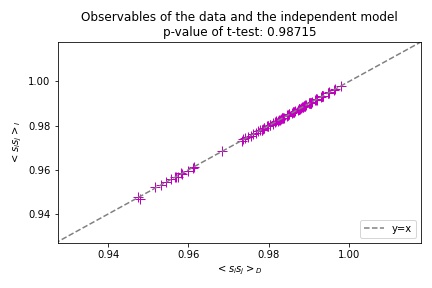 Observables of the data and the independent model
p-value of t-test: 0.98715
1.00
0.98
0.96
0.94
< s_i s_j >_I
0.94 0.96 0.98 1.00
< s_i s_j >_D
y=x